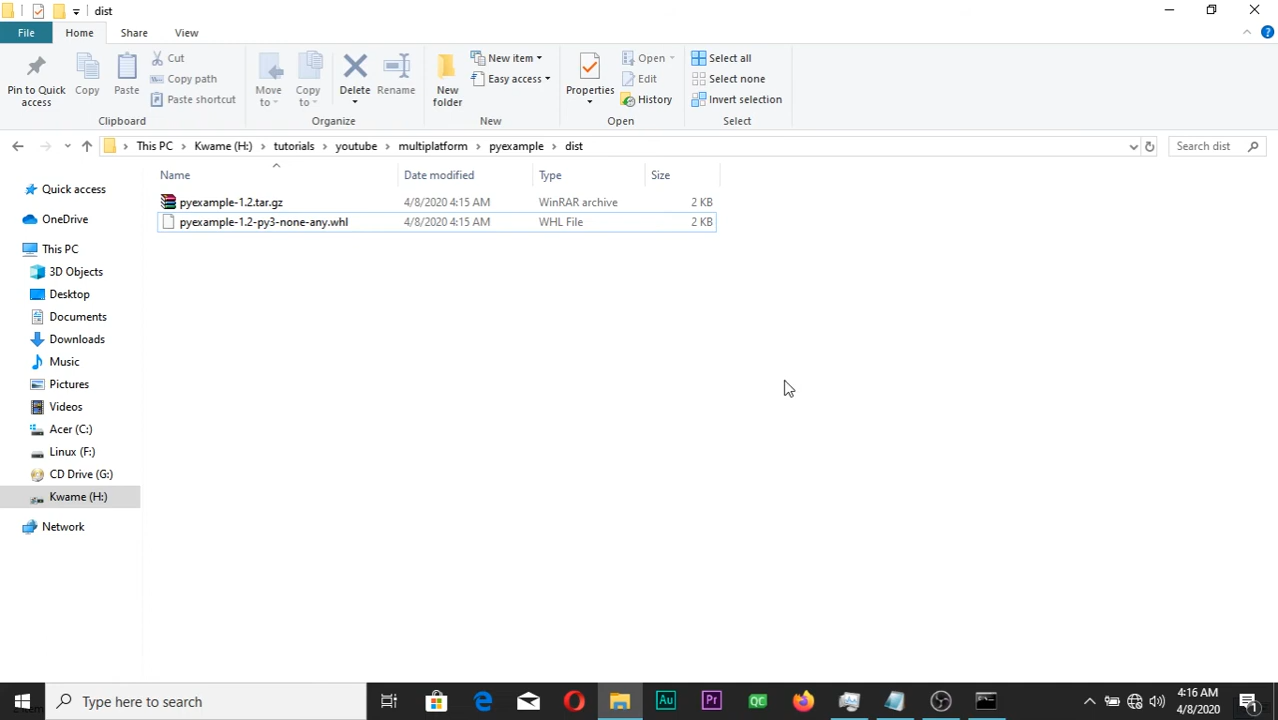 dist
File Home Share View
Pin to Quick access
Copy
Paste
Cut
Copy path
Paste shortcut
Clipboard
Move to
Copy to
Delete
Rename
Organize
New folder
New item
Easy access
New
Properties
Open
Edit
History
Open
Select all
Select none
Invert selection
Select
This PC Kwame (H:) tutorials youtube multiplatform pyexample dist
Search dist
Name Date modified Type Size
pyexample-1.2.tar.gz 4/8/2020 4:15 AM WinRAR archive 2 KB
pyexample-1.2-py3-none-any.whl 4/8/2020 4:15 AM WHL File 2 KB
Quick access
OneDrive
This PC
3D Objects
Desktop
Documents
Downloads
Music
Pictures
Videos
Acer (C:)
Linux (F:)
CD Drive (G:)
Kwame (H:)
Network
Type here to search
Au
Pr
QC
4:16 AM
4/8/2020
1